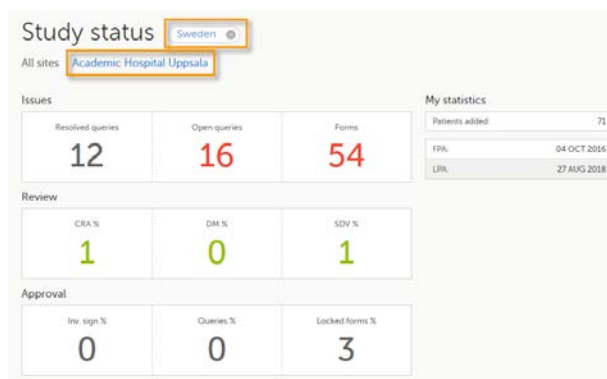 Study status Sweden
All sites Academic Hospital Uppsala
Issues
Resolved queries Open queries Forms
12 16 54
Review
CRA % DM % SDV %
1 0 1
Approval
Inv. sign % Queries % Locked forms %
0 0 3
My statistics
Patients added: 71
FPA: 04 OCT 2016
LPA: 27 AUG 2018